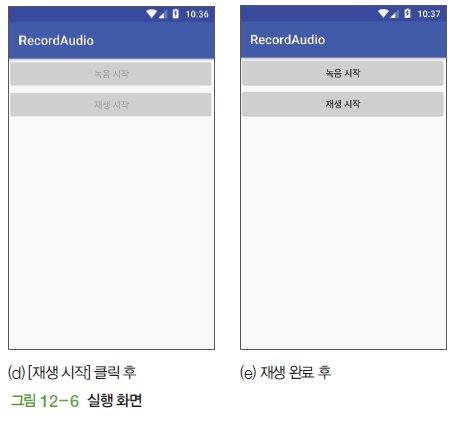 10:36
RecordAudio
녹음 시작
재생 시작
10:37
RecordAudio
녹음 시작
재생 시작
(d) [재생 시작] 클릭 후
(e) 재생 완료 후
그림 12-6 실행 화면